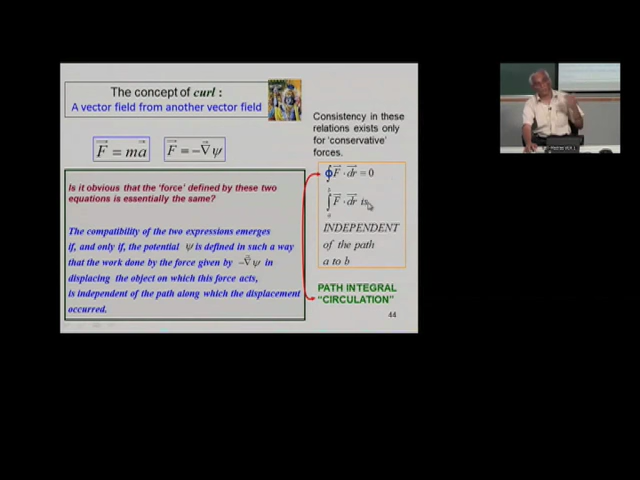 The concept of curl :
A vector field from another vector field
F⃗ = ma⃗
F⃗ = -∇⃗ψ
Is it obvious that the 'force' defined by these two
equations is essentially the same?
The compatibility of the two expressions emerges
if, and only if, the potential ψ is defined in such a way
that the work done by the force given by -∇⃗ψ in
displacing the object on which this force acts,
is independent of the path along which the displacement
occurred.
Consistency in these
relations exists only
for 'conservative'
forces.
∮F⃗·dr⃗ = 0
∫ₐᵇF⃗·dr⃗ is
INDEPENDENT
of the path
a to b
PATH INTEGRAL
"CIRCULATION"
44